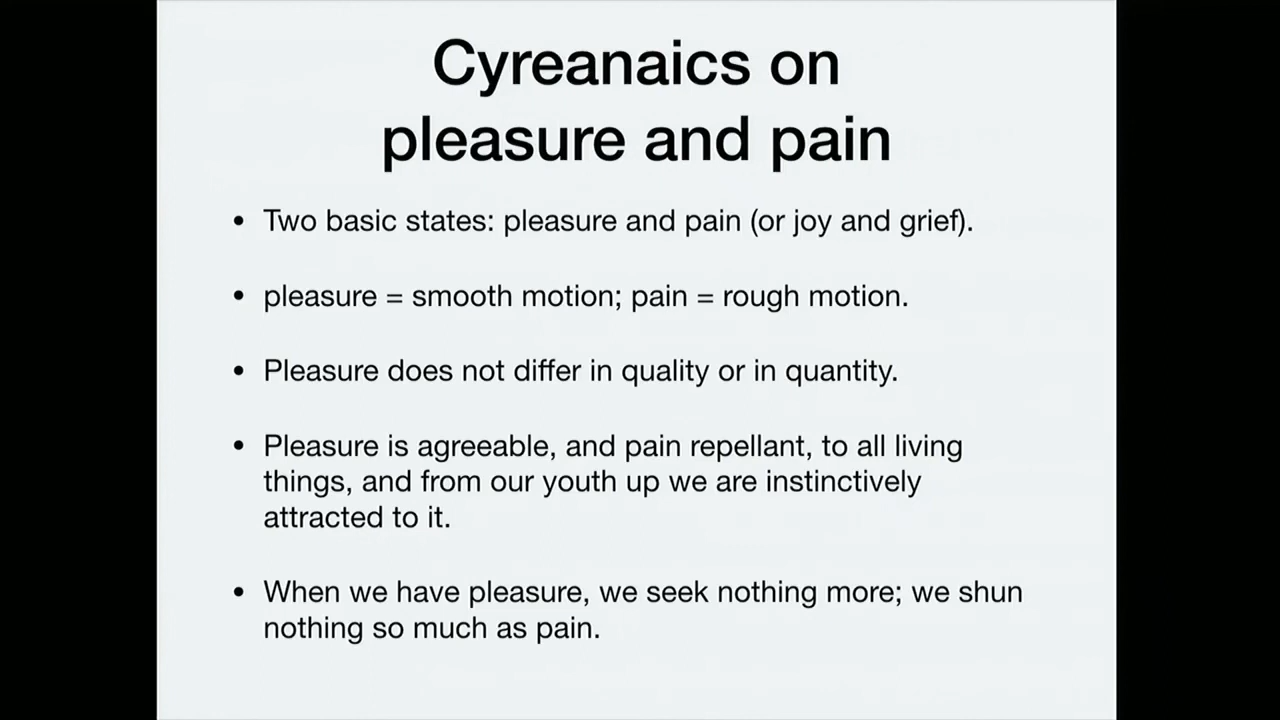 Cyreanaics on
pleasure and pain
• Two basic states: pleasure and pain (or joy and grief).
• pleasure = smooth motion; pain = rough motion.
• Pleasure does not differ in quality or in quantity.
• Pleasure is agreeable, and pain repellant, to all living
things, and from our youth up we are instinctively
attracted to it.
• When we have pleasure, we seek nothing more; we shun
nothing so much as pain.